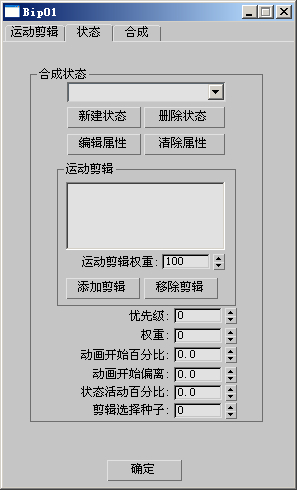 Bip01
运动剪辑 状态 合成
合成状态
新建状态 删除状态
编辑属性 清除属性
运动剪辑
运动剪辑权重: 100
添加剪辑 移除剪辑
优先级: 0
权重: 0
动画开始百分比: 0.0
动画开始偏离: 0.0
状态活动百分比: 0.0
剪辑选择种子: 0
确定